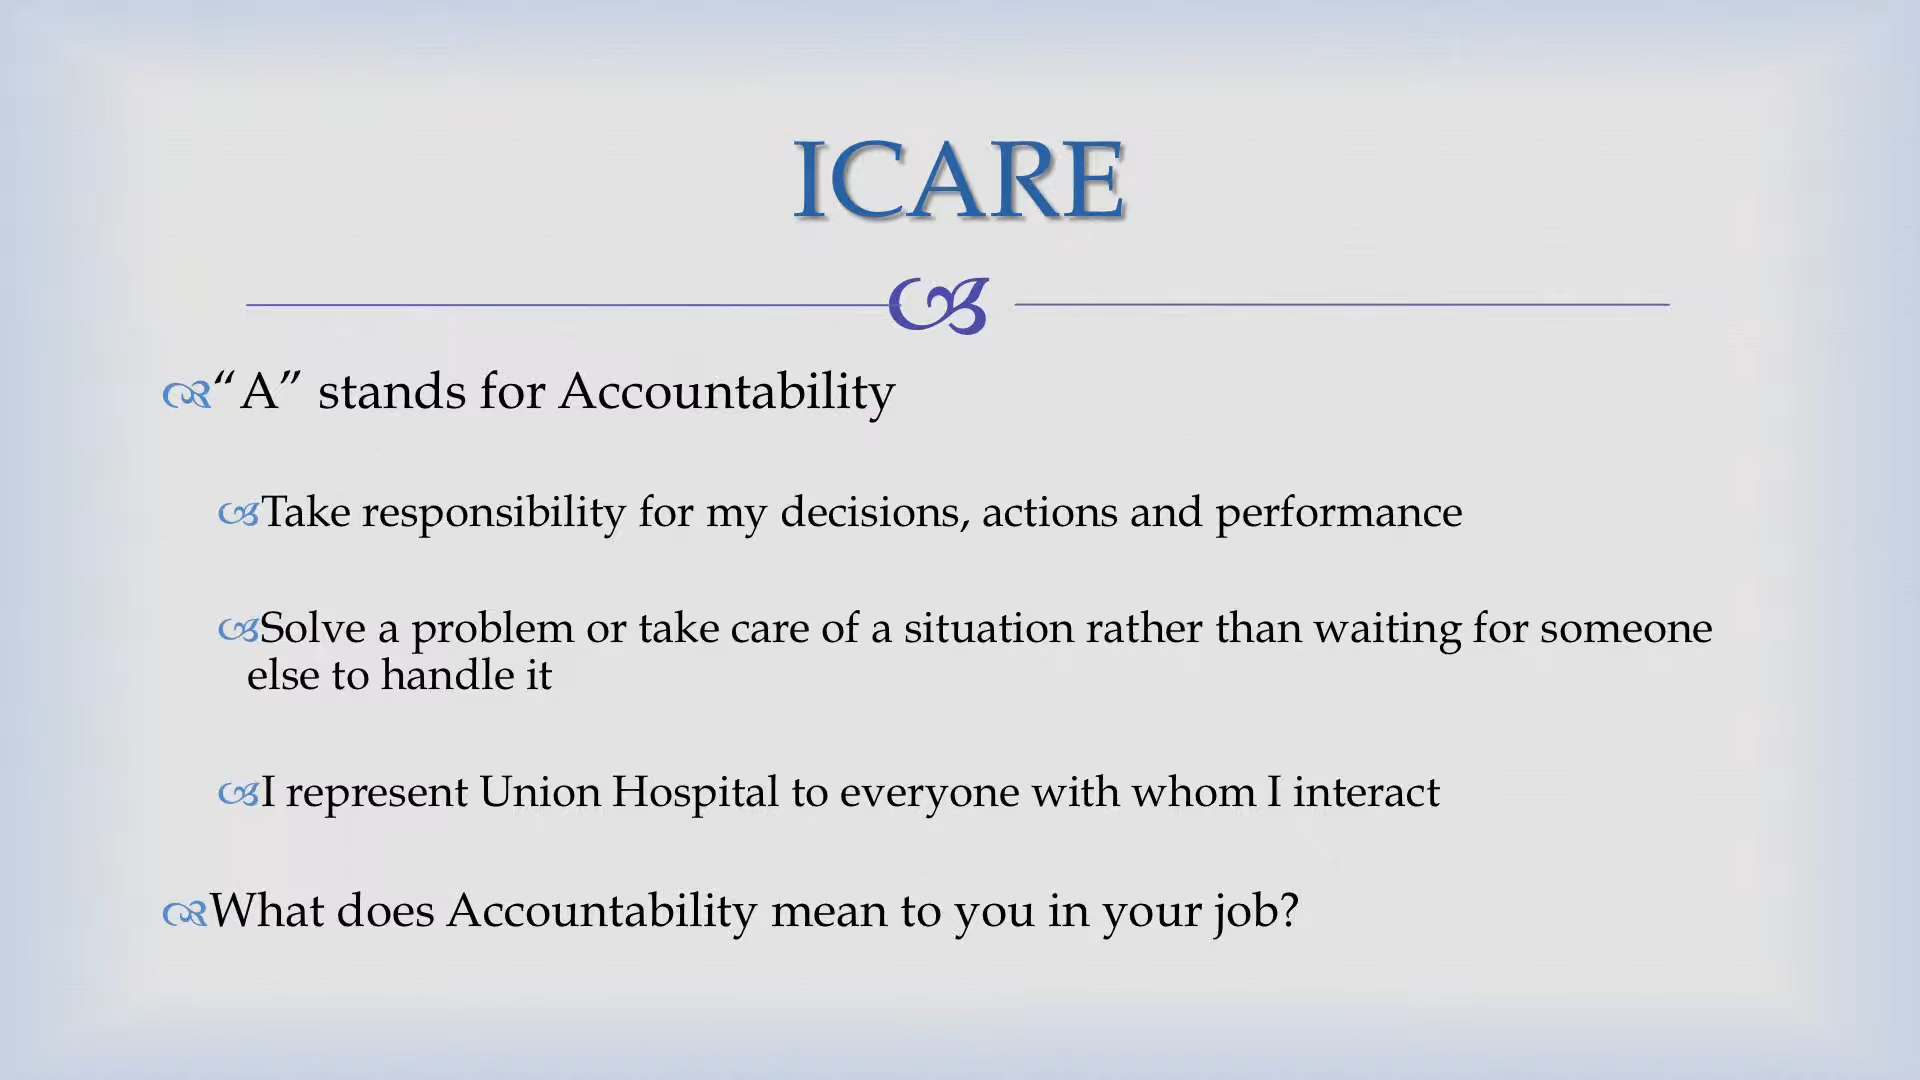 ICARE
“A” stands for Accountability
Take responsibility for my decisions, actions and performance
Solve a problem or take care of a situation rather than waiting for someone
else to handle it
I represent Union Hospital to everyone with whom I interact
What does Accountability mean to you in your job?